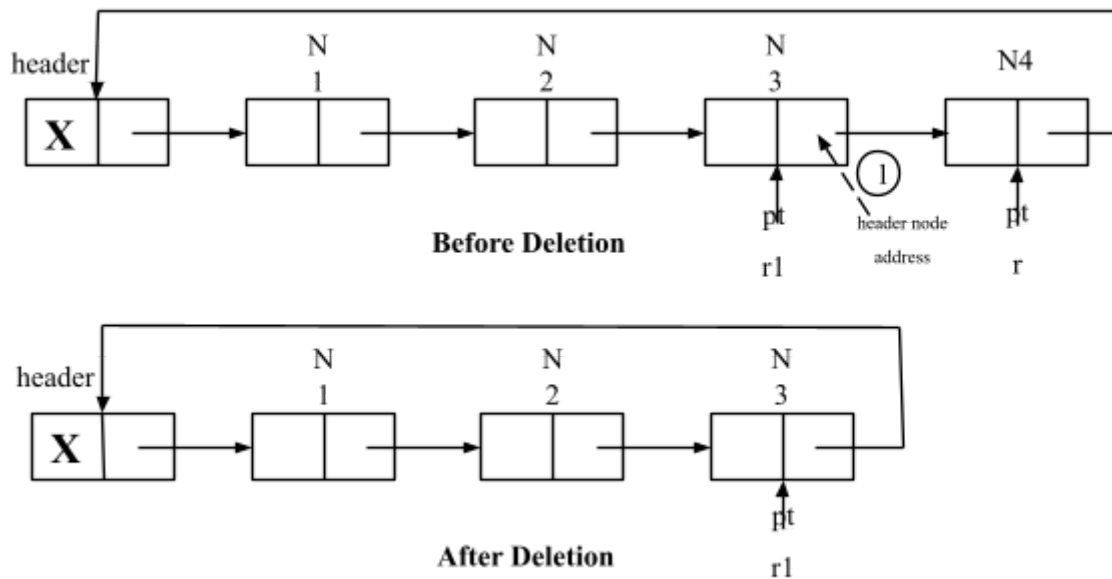 N N N N4
header 1 2 3
X
1
pt header node pt
Before Deletion
r1 address r
N N N
header 1 2 3
X
pt
After Deletion
r1